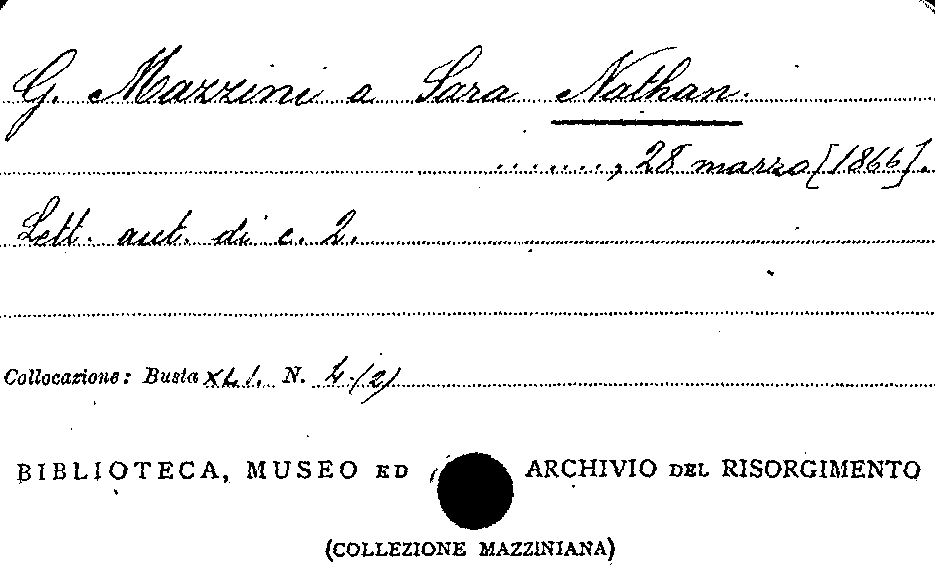 G. Mazzini a Sara Nathan.
......., 28 marzo [1866].
Lett. aut. di c. 2.
Collocazione: Busta XLI. N. 4 (2)
BIBLIOTECA, MUSEO ED ARCHIVIO DEL RISORGIMENTO
(COLLEZIONE MAZZINIANA)